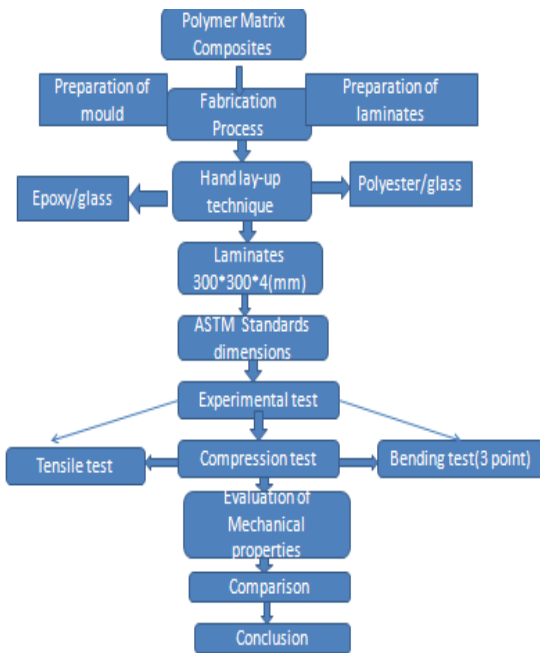 Polymer Matrix
Composites
Preparation of
mould
Fabrication
Process
Preparation of
laminates
Epoxy/glass
Hand lay-up
technique
Polyester/glass
Laminates
300*300*4(mm)
ASTM Standards
dimensions
Experimental test
Tensile test
Compression test
Bending test(3 point)
Evaluation of
Mechanical
properties
Comparison
Conclusion